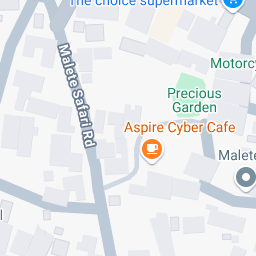 The choice supermarket
Motorcy
Malete Safari Rd
Precious
Garden
Aspire Cyber Cafe
Malete
l